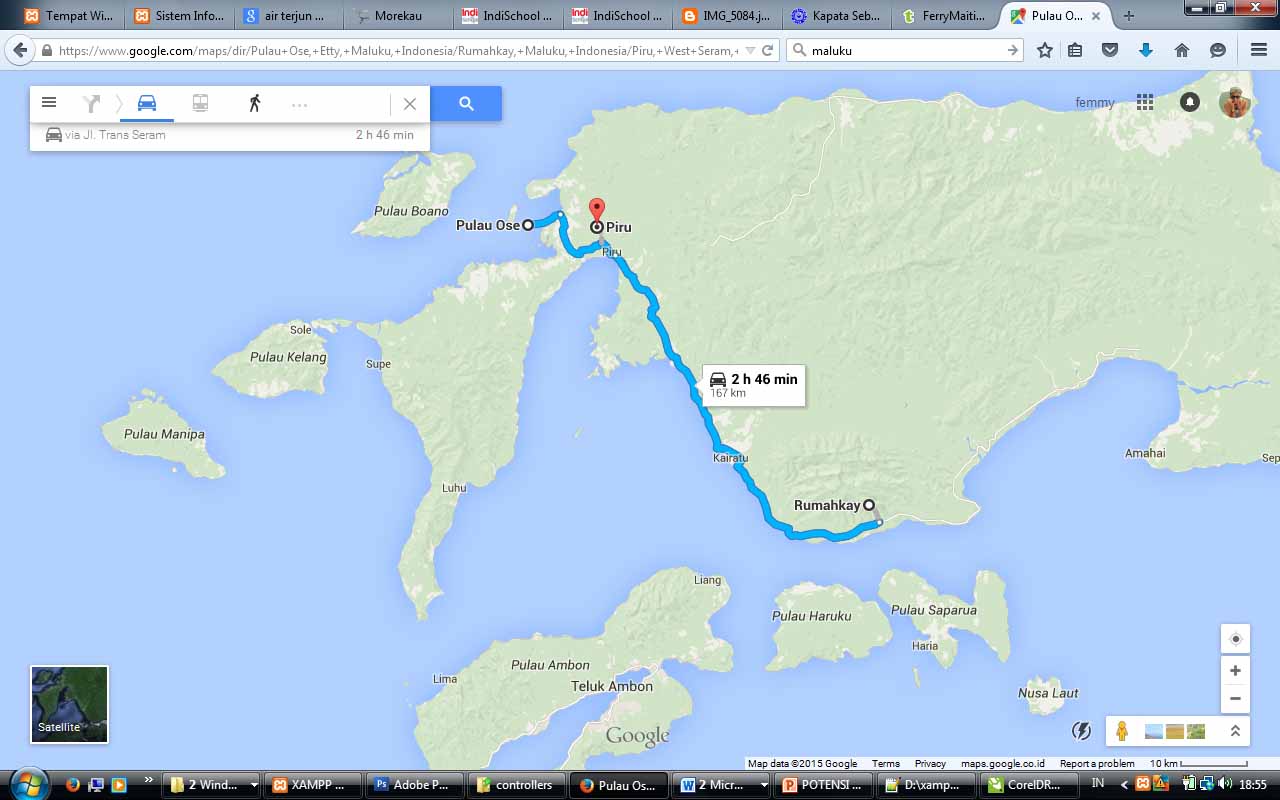 Tempat Wi...
Sistem Info...
air terjun ...
Morekau
IndiSchool ...
IndiSchool ...
IMG_5084.j...
Kapata Seb...
FerryMaiti...
Pulau O...
https://www.google.com/maps/dir/Pulau+Ose,+Etty,+Maluku,+Indonesia/Rumahkay,+Maluku,+Indonesia/Piru,+West+Seram,+
maluku
femmy
via Jl. Trans Seram
2 h 46 min
Pulau Boano
Pulau Ose
Piru
Piru
Sole
Pulau Kelang
Supe
2 h 46 min
167 km
Pulau Manipa
Kairatu
Amahai
Sep
Luhu
Rumahkay
Liang
Pulau Haruku
Pulau Saparua
Haria
Pulau Ambon
Lima
Teluk Ambon
Nusa Laut
Satellite
Google
Map data ©2015 Google
Terms
Privacy
maps.google.co.id
Report a problem
10 km
2 Wind...
XAMPP ...
Ps
Adobe P...
controllers
Pulau Os...
2 Micr...
POTENSI ...
D:\xamp...
CorelDR...
IN
18:55